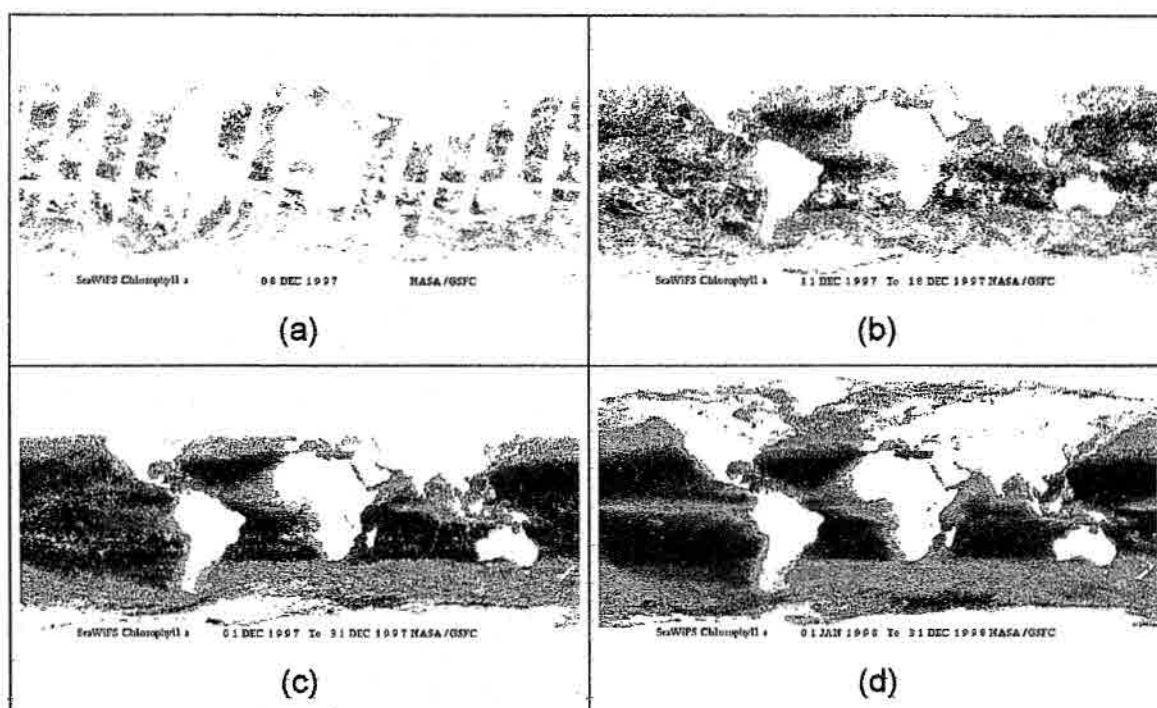 SeaWiFS Chlorophyll a 08 DEC 1997 NASA/GSFC
(a)
SeaWiFS Chlorophyll a 11 DEC 1997 To 18 DEC 1997 NASA/GSFC
(b)
SeaWiFS Chlorophyll a 01 DEC 1997 To 31 DEC 1997 NASA/GSFC
(c)
SeaWiFS Chlorophyll a 01 JAN 1998 To 31 DEC 1998 NASA/GSFC
(d)